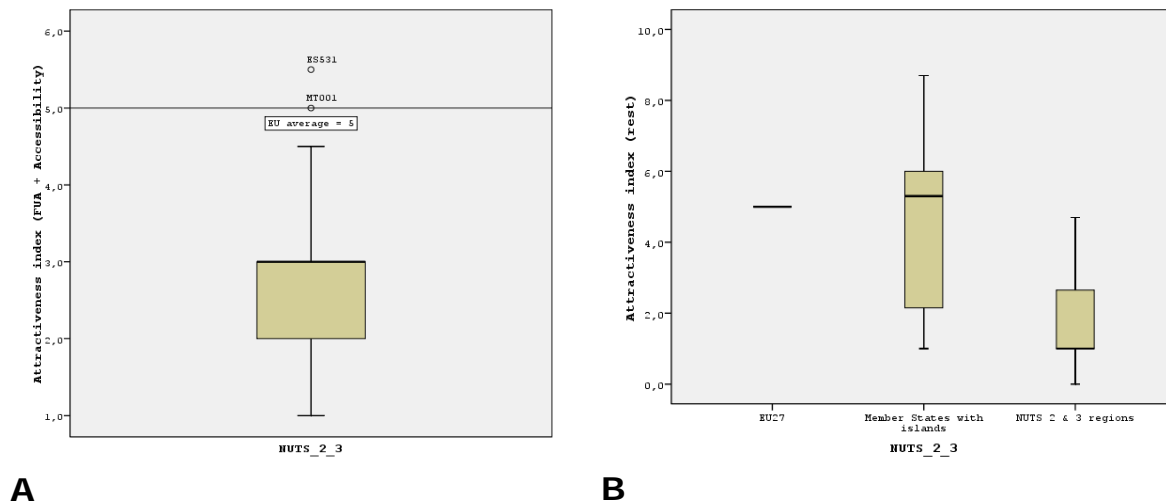 Attractiveness index (FUA + Accessibility)
6,0
5,0
4,0
3,0
2,0
1,0
ES531
MT001
EU average = 5
NUTS_2_3
A
Attractiveness index (rest)
10,0
8,0
6,0
4,0
2,0
0,0
EU27
Member States with
islands
NUTS 2 & 3 regions
NUTS_2_3
B